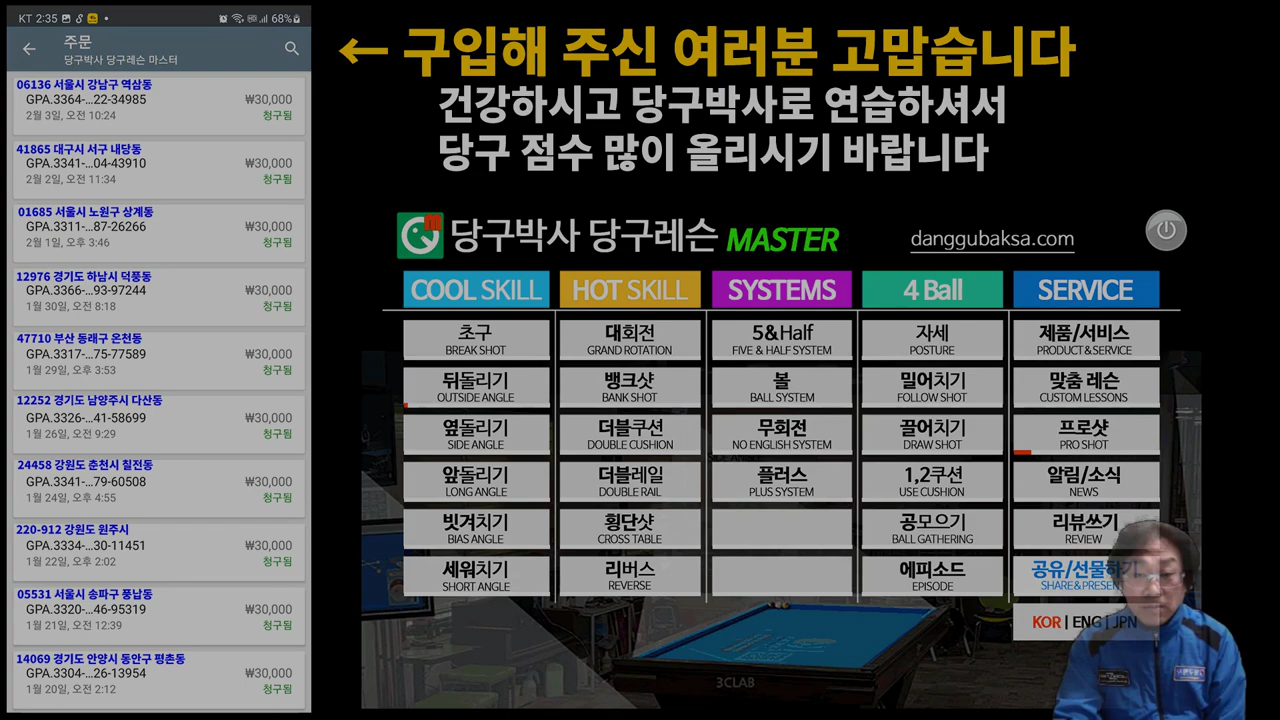 KT 2:35
68%
주문
당구박사 당구레슨 마스터
06136 서울시 강남구 역삼동
GPA.3364-...22-34985 ₩30,000
2월 3일, 오전 10:24 청구됨
41865 대구시 서구 내당동
GPA.3341-...04-43910 ₩30,000
2월 2일, 오전 11:34 청구됨
01685 서울시 노원구 상계동
GPA.3311-...87-26266 ₩30,000
2월 1일, 오후 3:46 청구됨
12976 경기도 하남시 덕풍동
GPA.3366-...93-97244 ₩30,000
1월 30일, 오전 8:18 청구됨
47710 부산 동래구 온천동
GPA.3317-...75-77589 ₩30,000
1월 29일, 오후 3:53 청구됨
12252 경기도 남양주시 다산동
GPA.3326-...41-58699 ₩30,000
1월 26일, 오전 9:29 청구됨
24458 강원도 춘천시 칠전동
GPA.3341-...79-60508 ₩30,000
1월 24일, 오후 4:55 청구됨
220-912 강원도 원주시
GPA.3334-...30-11451 ₩30,000
1월 22일, 오후 2:02 청구됨
05531 서울시 송파구 풍납동
GPA.3320-...46-95319 ₩30,000
1월 21일, 오후 12:39 청구됨
14069 경기도 안양시 동안구 평촌동
GPA.3304-...26-13954 ₩30,000
1월 20일, 오전 2:12 청구됨
← 구입해 주신 여러분 고맙습니다
건강하시고 당구박사로 연습하셔서
당구 점수 많이 올리시기 바랍니다
m
당구박사 당구레슨 MASTER
danggubaksa.com
COOL SKILL
초구
BREAK SHOT
뒤돌리기
OUTSIDE ANGLE
옆돌리기
SIDE ANGLE
앞돌리기
LONG ANGLE
빗겨치기
BIAS ANGLE
세워치기
SHORT ANGLE
HOT SKILL
대회전
GRAND ROTATION
뱅크샷
BANK SHOT
더블쿠션
DOUBLE CUSHION
더블레일
DOUBLE RAIL
횡단샷
CROSS TABLE
리버스
REVERSE
SYSTEMS
5&Half
FIVE & HALF SYSTEM
볼
BALL SYSTEM
무회전
NO ENGLISH SYSTEM
플러스
PLUS SYSTEM
4 Ball
자세
POSTURE
밀어치기
FOLLOW SHOT
끌어치기
DRAW SHOT
1,2쿠션
USE CUSHION
공모으기
BALL GATHERING
에피소드
EPISODE
SERVICE
제품/서비스
PRODUCT & SERVICE
맞춤 레슨
CUSTOM LESSONS
프로샷
PRO SHOT
알림/소식
NEWS
리뷰쓰기
REVIEW
공유/선물하기
SHARE & PRESENT
KOR | ENG | JPN
3CLAB